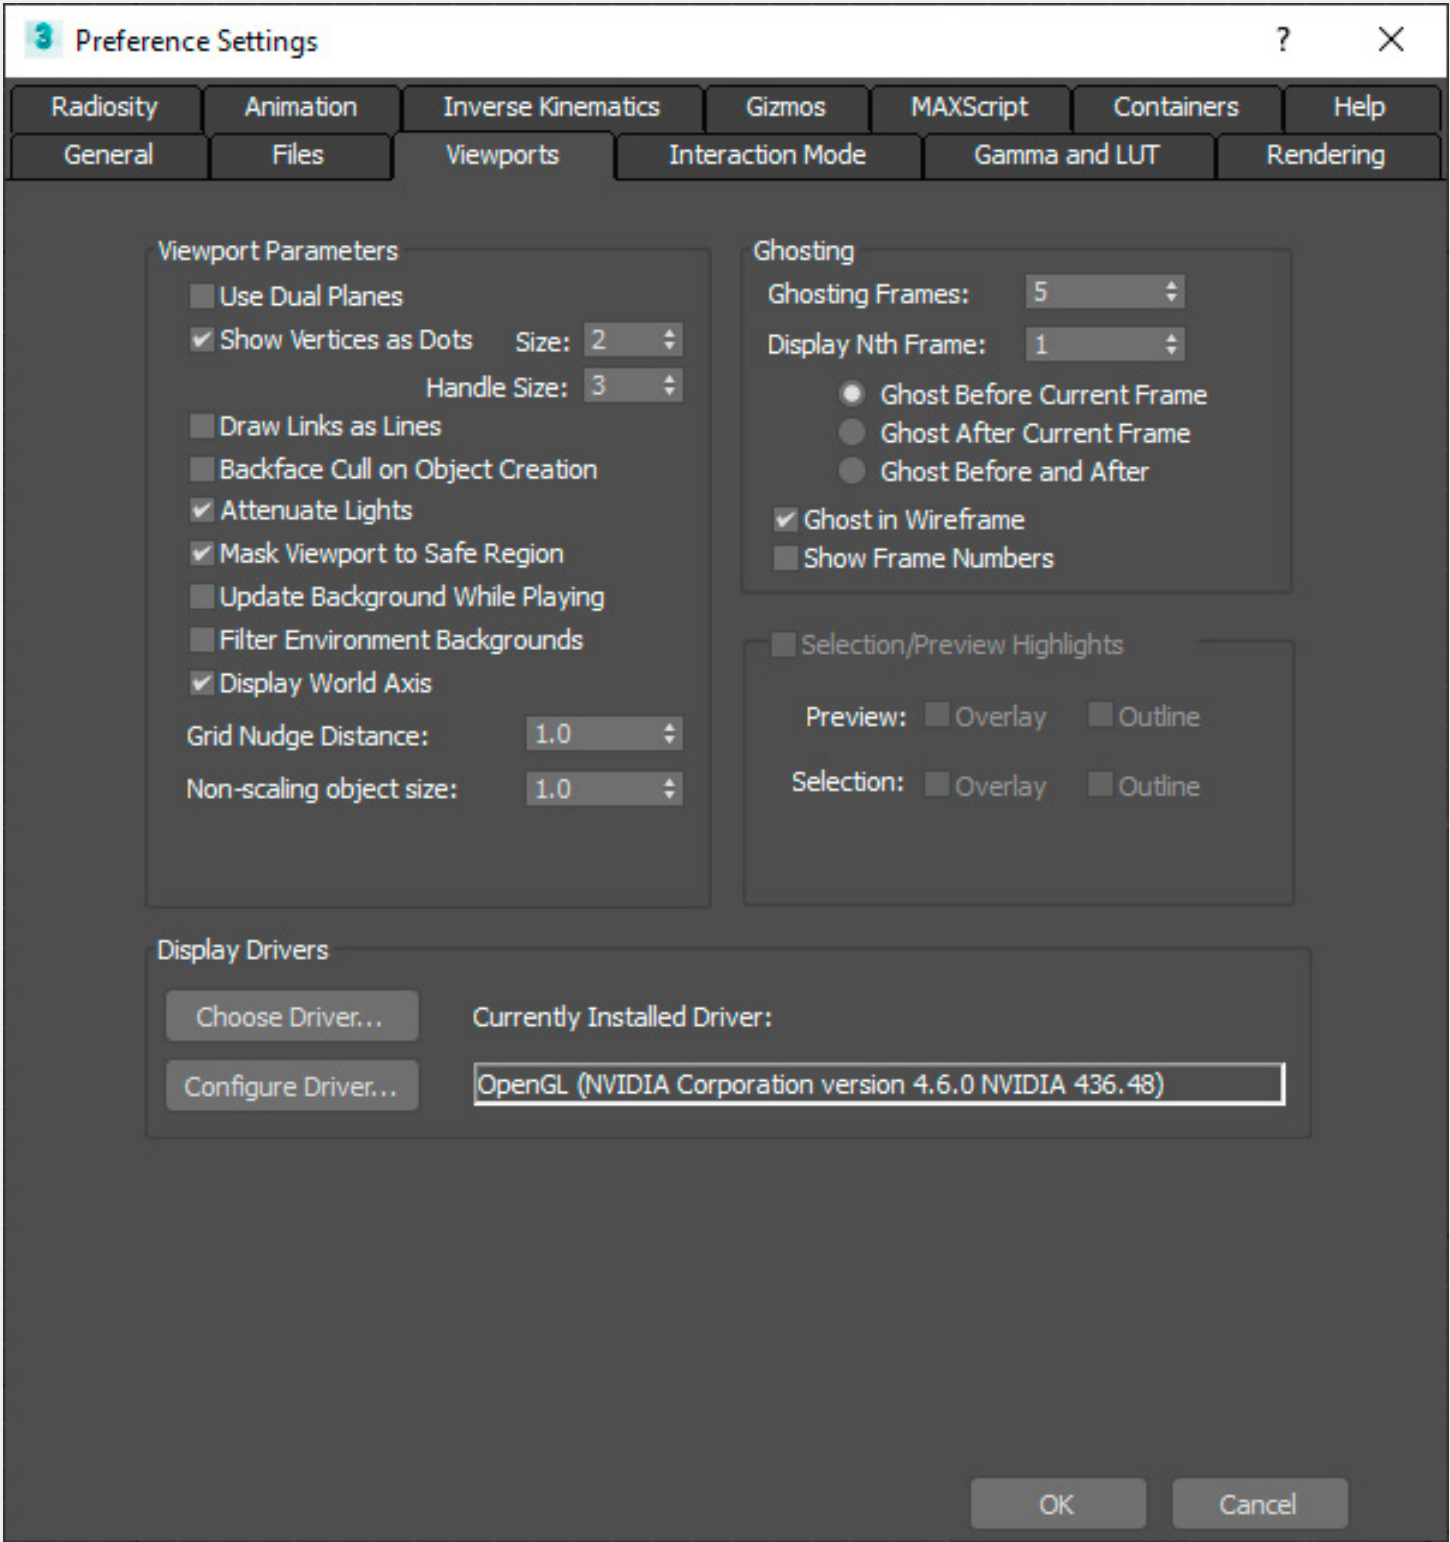 3 Preference Settings ?
Radiosity Animation Inverse Kinematics Gizmos MAXScript Containers Help
General Files Viewports Interaction Mode Gamma and LUT Rendering
Viewport Parameters
Use Dual Planes
Show Vertices as Dots Size: 2
Handle Size: 3
Draw Links as Lines
Backface Cull on Object Creation
Attenuate Lights
Mask Viewport to Safe Region
Update Background While Playing
Filter Environment Backgrounds
Display World Axis
Grid Nudge Distance: 1.0
Non-scaling object size: 1.0
Ghosting
Ghosting Frames: 5
Display Nth Frame: 1
Ghost Before Current Frame
Ghost After Current Frame
Ghost Before and After
Ghost in Wireframe
Show Frame Numbers
Selection/Preview Highlights
Preview: Overlay Outline
Selection: Overlay Outline
Display Drivers
Choose Driver... Currently Installed Driver:
Configure Driver... OpenGL (NVIDIA Corporation version 4.6.0 NVIDIA 436.48)
OK Cancel